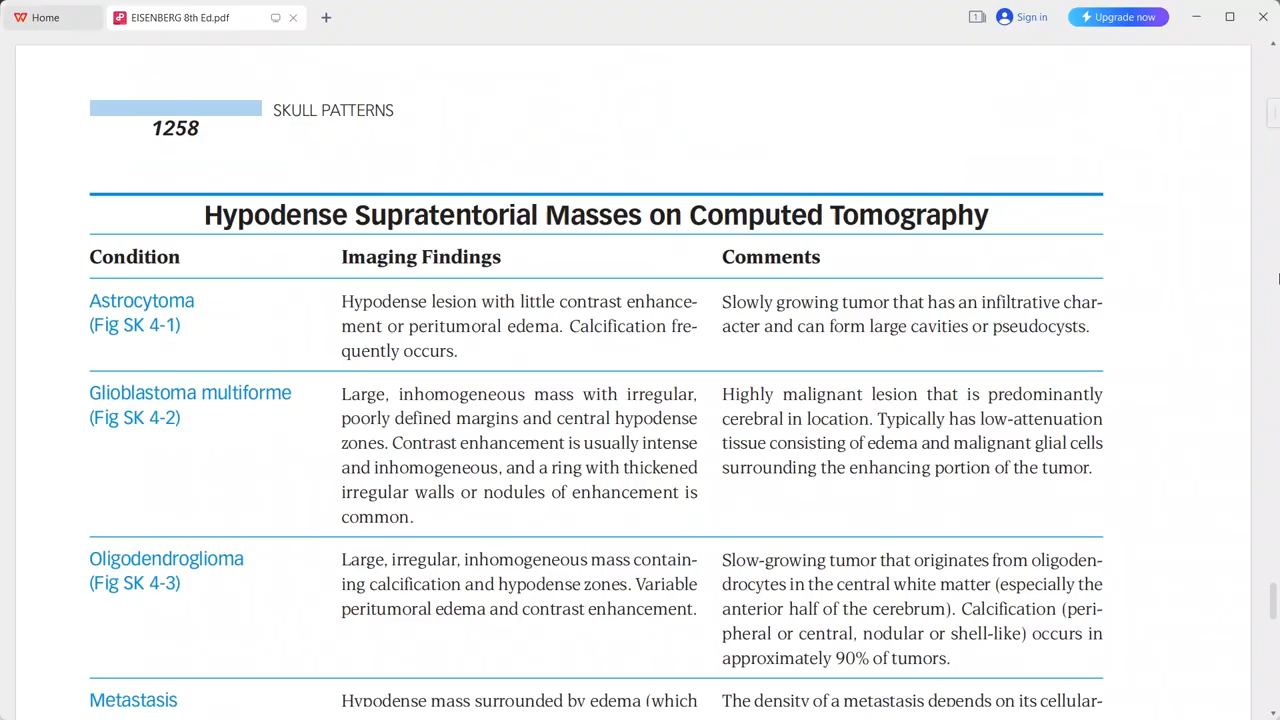 Home
EISENBERG 8th Ed.pdf
1
Sign in
Upgrade now
SKULL PATTERNS
1258
Hypodense Supratentorial Masses on Computed Tomography
Condition
Imaging Findings
Comments
Astrocytoma
(Fig SK 4-1)
Hypodense lesion with little contrast enhance-
ment or peritumoral edema. Calcification fre-
quently occurs.
Slowly growing tumor that has an infiltrative char-
acter and can form large cavities or pseudocysts.
Glioblastoma multiforme
(Fig SK 4-2)
Large, inhomogeneous mass with irregular,
poorly defined margins and central hypodense
zones. Contrast enhancement is usually intense
and inhomogeneous, and a ring with thickened
irregular walls or nodules of enhancement is
common.
Highly malignant lesion that is predominantly
cerebral in location. Typically has low-attenuation
tissue consisting of edema and malignant glial cells
surrounding the enhancing portion of the tumor.
Oligodendroglioma
(Fig SK 4-3)
Large, irregular, inhomogeneous mass contain-
ing calcification and hypodense zones. Variable
peritumoral edema and contrast enhancement.
Slow-growing tumor that originates from oligoden-
drocytes in the central white matter (especially the
anterior half of the cerebrum). Calcification (peri-
pheral or central, nodular or shell-like) occurs in
approximately 90% of tumors.
Metastasis
Hypodense mass surrounded by edema (which
The density of a metastasis depends on its cellular-